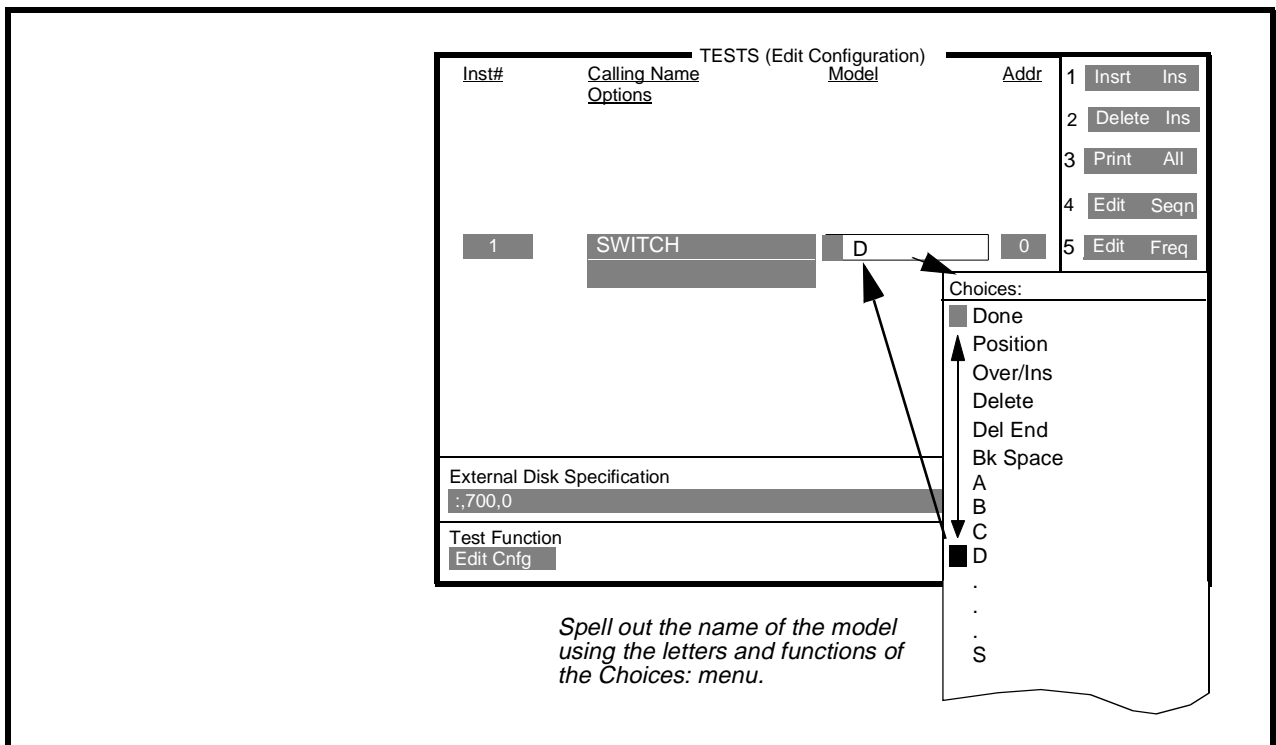 TESTS (Edit Configuration)
Inst# Calling Name Model Addr
Options
1 Insrt Ins
2 Delete Ins
3 Print All
4 Edit Seqn
5 Edit Freq
1 SWITCH D 0
Choices:
Done
Position
Over/Ins
Delete
Del End
Bk Space
A
B
C
D
.
.
.
S
External Disk Specification
:,700,0
Test Function
Edit Cnfg
Spell out the name of the model
using the letters and functions of
the Choices: menu.